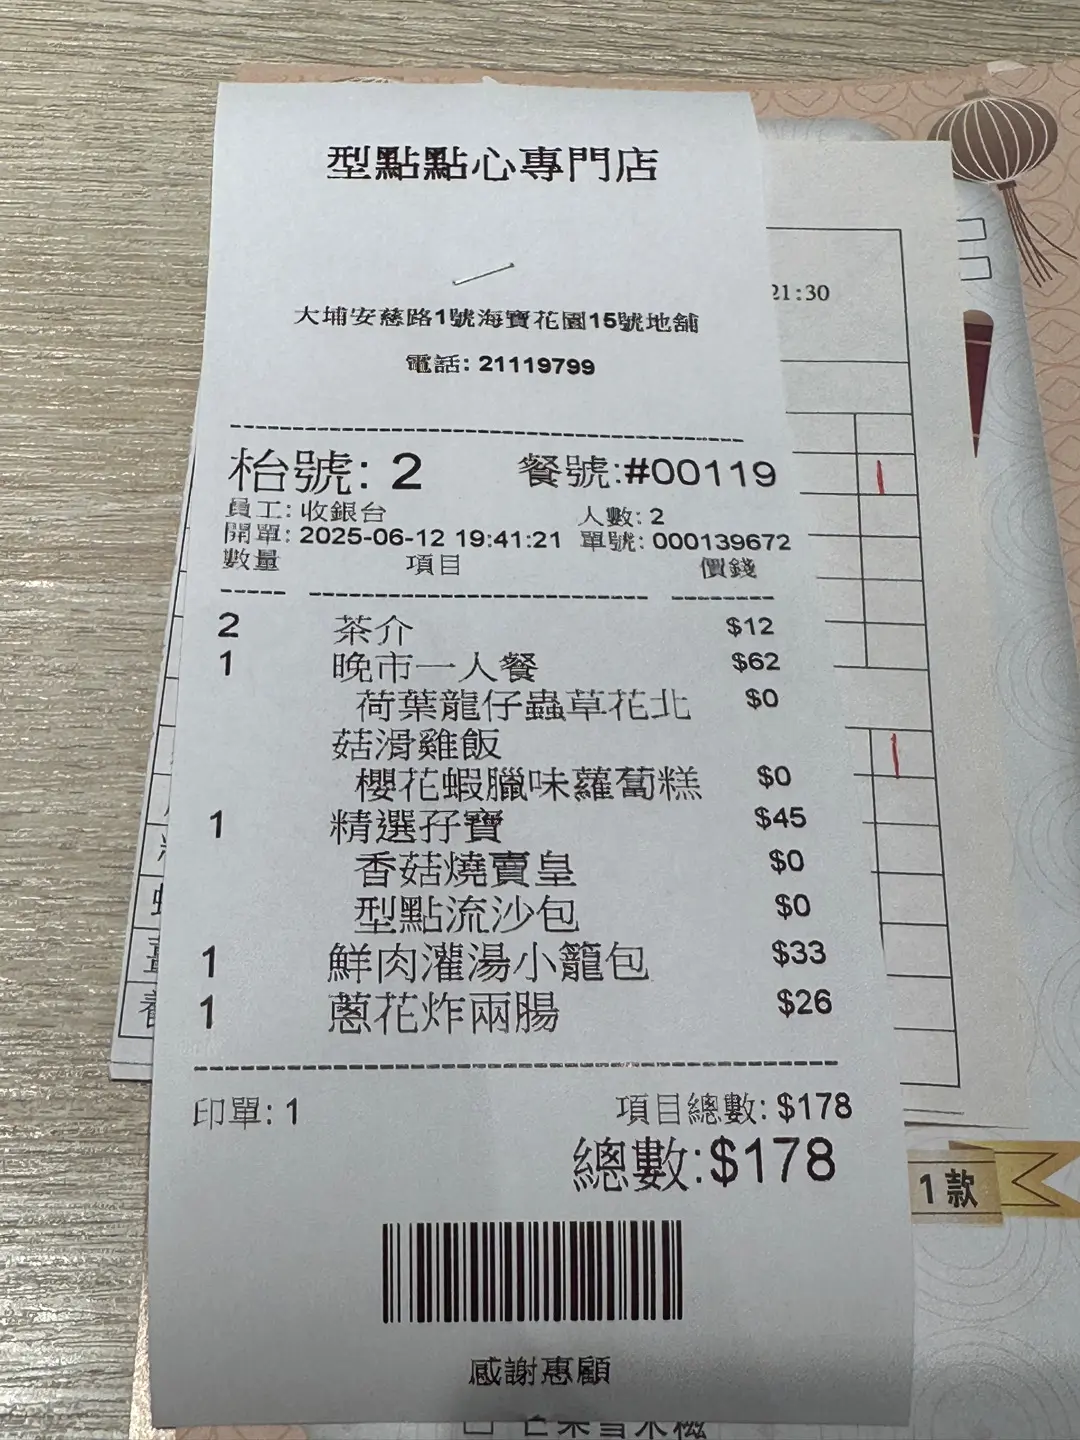 型點點心專門店
大埔安慈路1號海寶花園15號地舖
電話: 21119799
枱號: 2 餐號:#00119
員工: 收銀台 人數: 2
開單: 2025-06-12 19:41:21 單號: 000139672
數量 項目 價錢
2 茶介 $12
1 晚市一人餐 $62
荷葉龍仔蟲草花北 $0
菇滑雞飯
櫻花蝦臘味蘿蔔糕 $0
1 精選孖寶 $45
香菇燒賣皇 $0
型點流沙包 $0
1 鮮肉灌湯小籠包 $33
1 蔥花炸兩腸 $26
印單: 1 項目總數: $178
總數:$178
感謝惠顧
21:30
1款